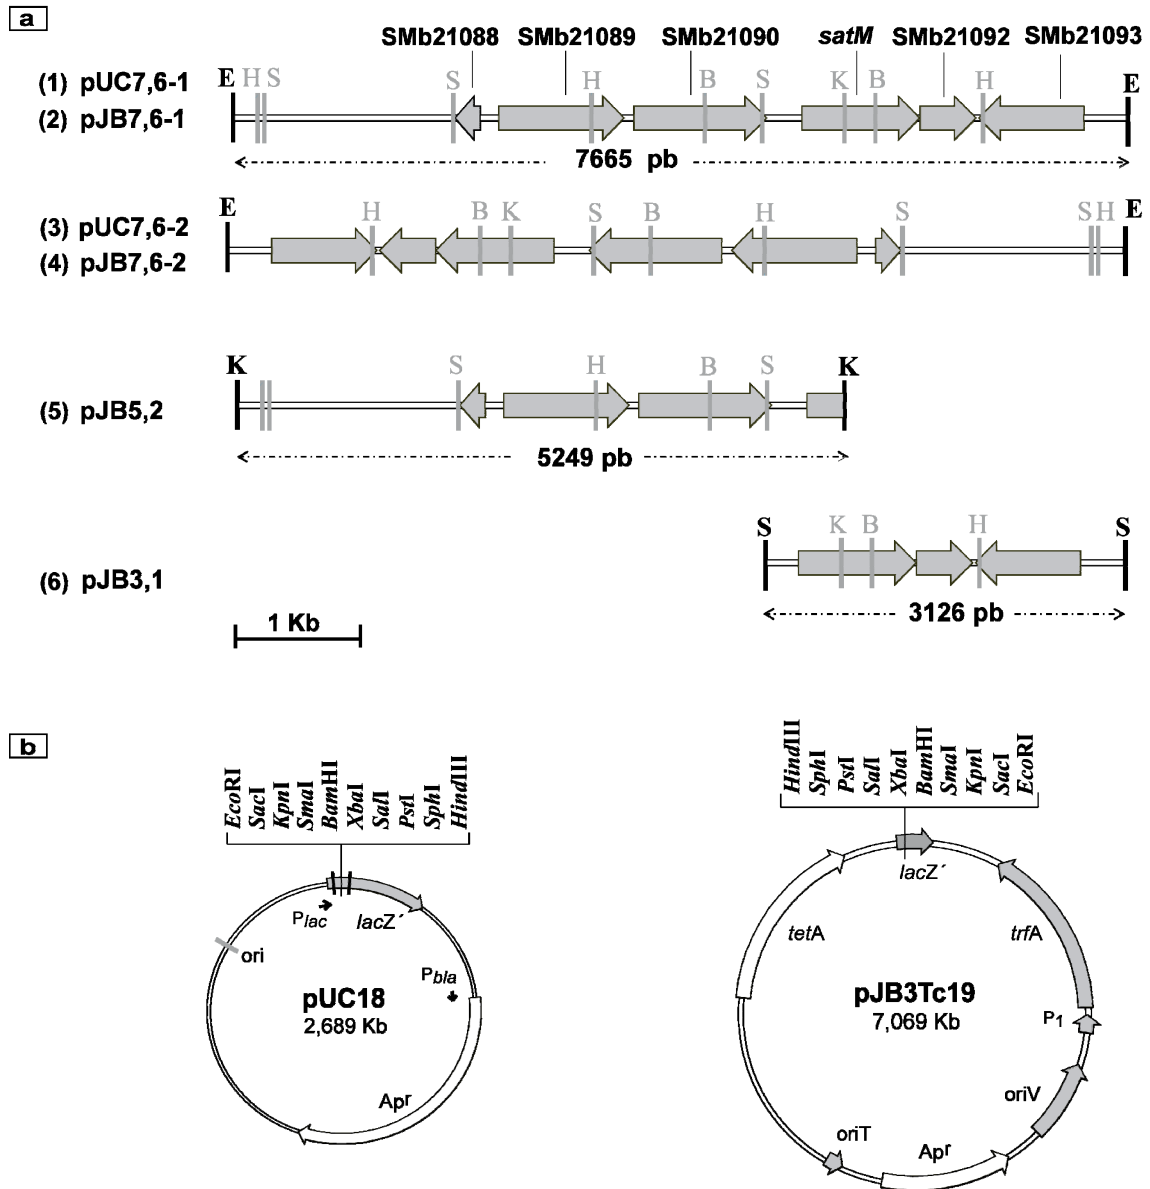 a
SMb21088 SMb21089 SMb21090 satM SMb21092 SMb21093
(1) pUC7,6-1 E H S S H B S K B H E
(2) pJB7,6-1
7665 pb
E H B K S B H S S H E
(3) pUC7,6-2
(4) pJB7,6-2
K S H B S K
(5) pJB5,2
5249 pb
S K B H S
(6) pJB3,1
3126 pb
1 Kb
b
EcoRI SacI KpnI SmaI BamHI XbaI SalI PstI SphI HindIII
HindIII SphI PstI SalI XbaI BamHI SmaI KpnI SacI EcoRI
Plac lacZ´
ori
Pbla
pUC18
2,689 Kb
Apr
lacZ´
tetA trfA
pJB3Tc19
7,069 Kb
P1
oriV
oriT
Apr